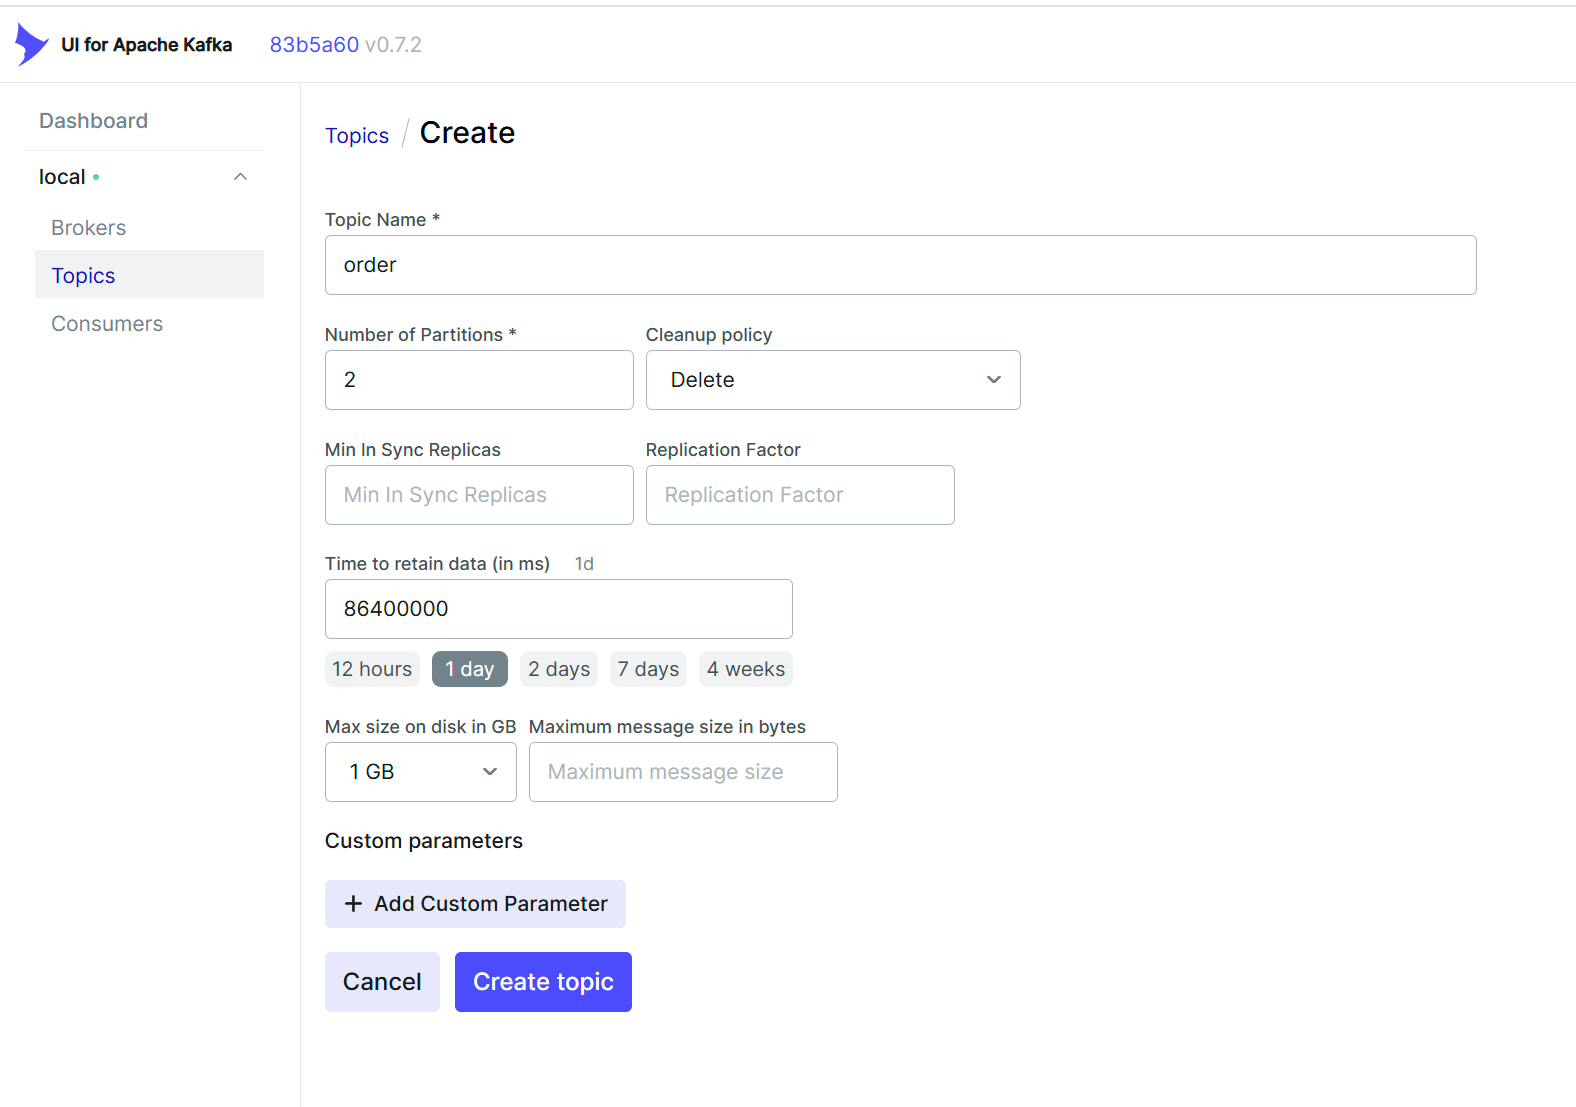 UI for Apache Kafka 83b5a60 v0.7.2
Dashboard
local
Brokers
Topics
Consumers
Topics / Create
Topic Name *
order
Number of Partitions * Cleanup policy
2 Delete
Min In Sync Replicas Replication Factor
Min In Sync Replicas Replication Factor
Time to retain data (in ms) 1d
86400000
12 hours 1 day 2 days 7 days 4 weeks
Max size on disk in GB Maximum message size in bytes
1 GB Maximum message size
Custom parameters
+ Add Custom Parameter
Cancel Create topic